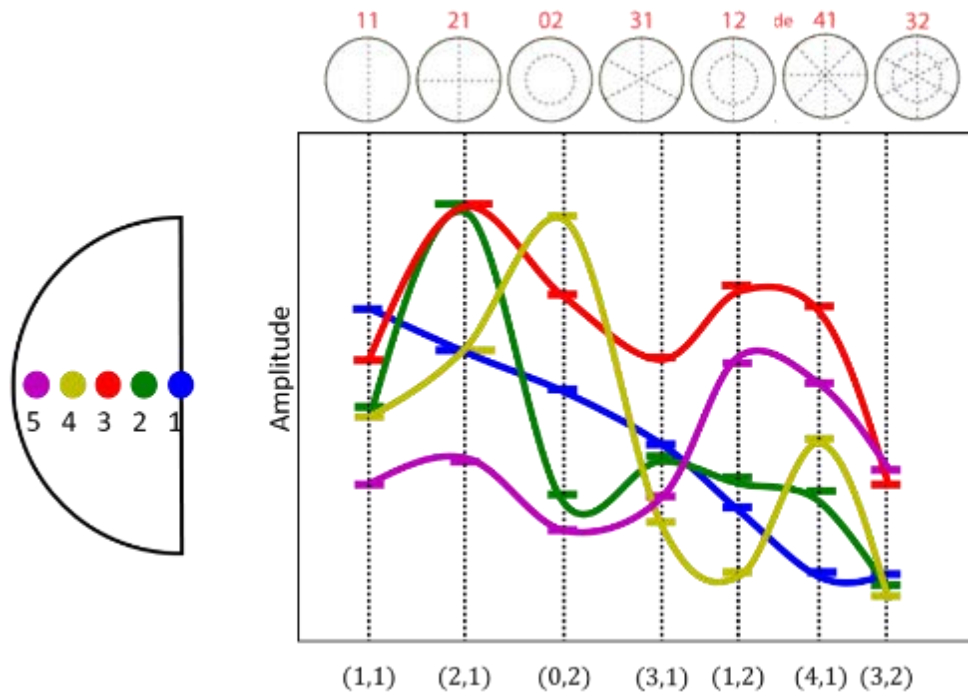 11 21 02 31 12 de 41 32
Amplitude
5 4 3 2 1
(1,1) (2,1) (0,2) (3,1) (1,2) (4,1) (3,2)